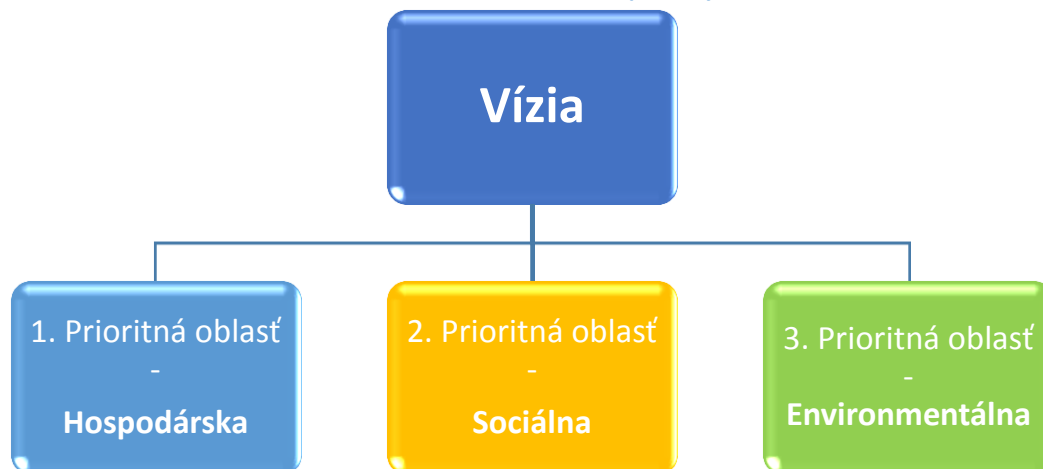 Vízia
1. Prioritná oblasť
-
Hospodárska
2. Prioritná oblasť
-
Sociálna
3. Prioritná oblasť
-
Environmentálna